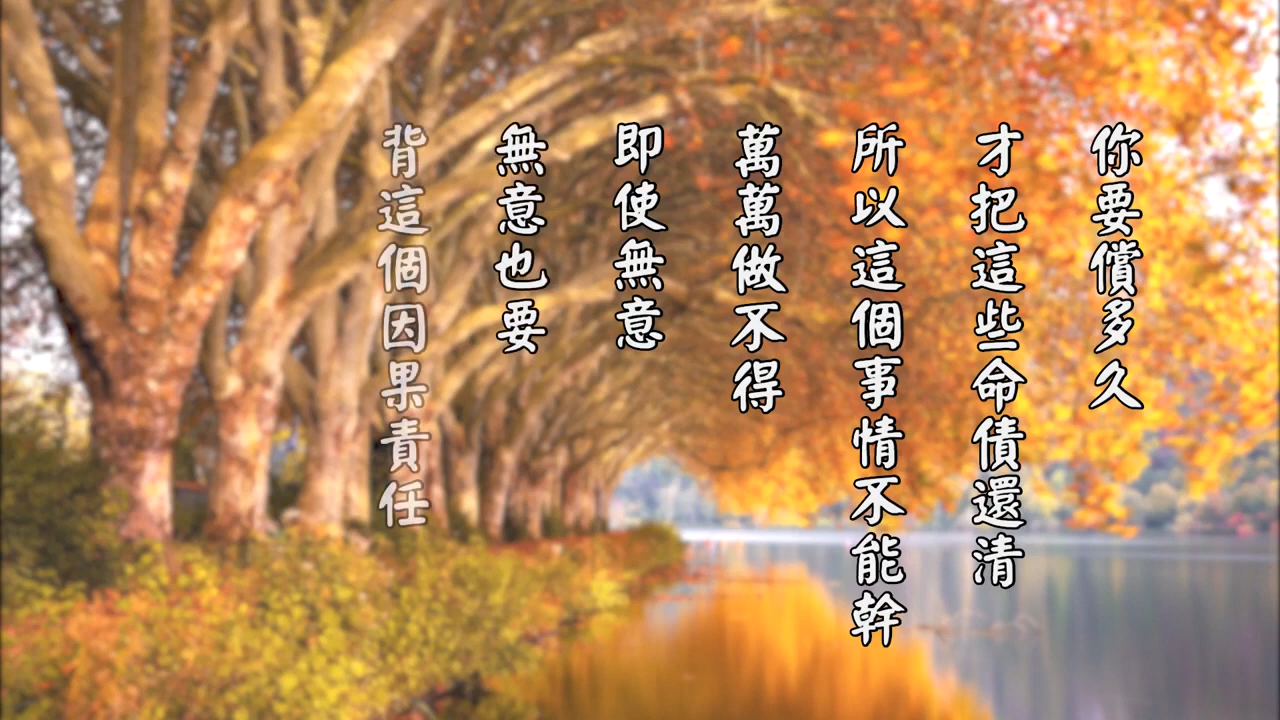 你要償多久
才把這些命債還清
所以這個事情不能幹
萬萬做不得
即使無意
無意也要
背這個因果責任